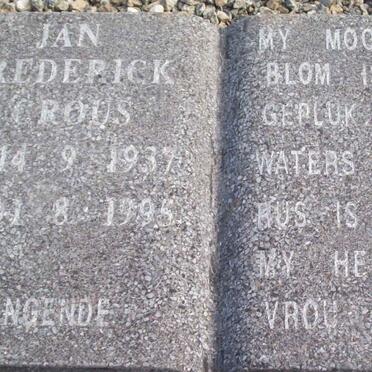 JAN
REDERICK
CROUS
14 9 · 1937
8 · 1995
NGENDE
MY MOO
BLOM I
GEPLUK
WATERS
RUS IS
MY HE
VROU